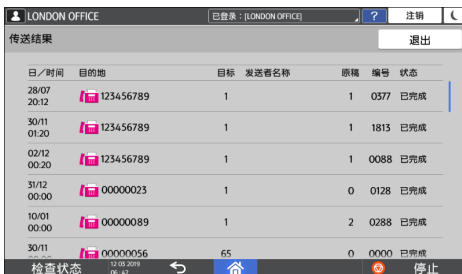 LONDON OFFICE 已登录 : [LONDON OFFICE] ? 注销
传送结果 退出
日／时间 目的地 目标 发送者名称 原稿 编号 状态
28/07 20:12 123456789 1 1 0377 已完成
30/11 01:20 123456789 1 1 1813 已完成
02/12 00:20 123456789 1 1 0088 已完成
31/12 00:00 00000023 1 0 0128 已完成
10/01 00:00 00000089 1 2 0288 已完成
30/11 00000056 65 0 0000 已完成
检查状态 12 03 2019 停止